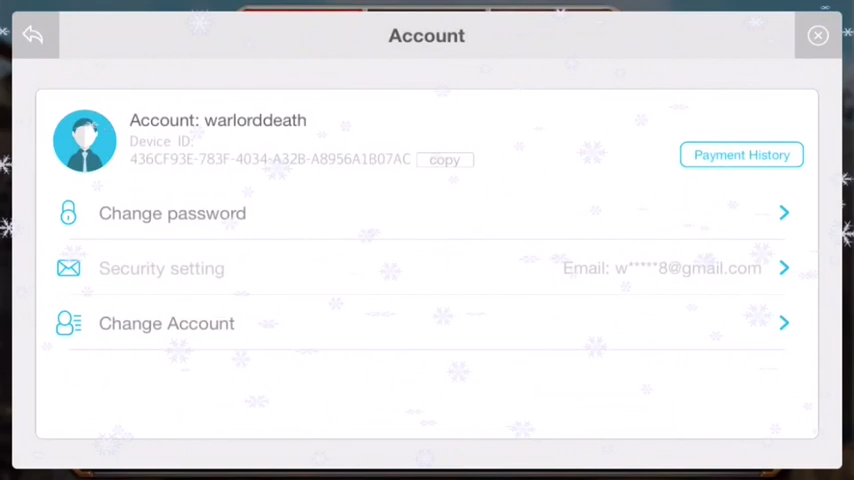 Account
Account: warlorddeath
Device ID:
436CF93E-783F-4034-A32B-A8956A1B07AC copy
Payment History
Change password
Security setting Email: w*****8@gmail.com
Change Account